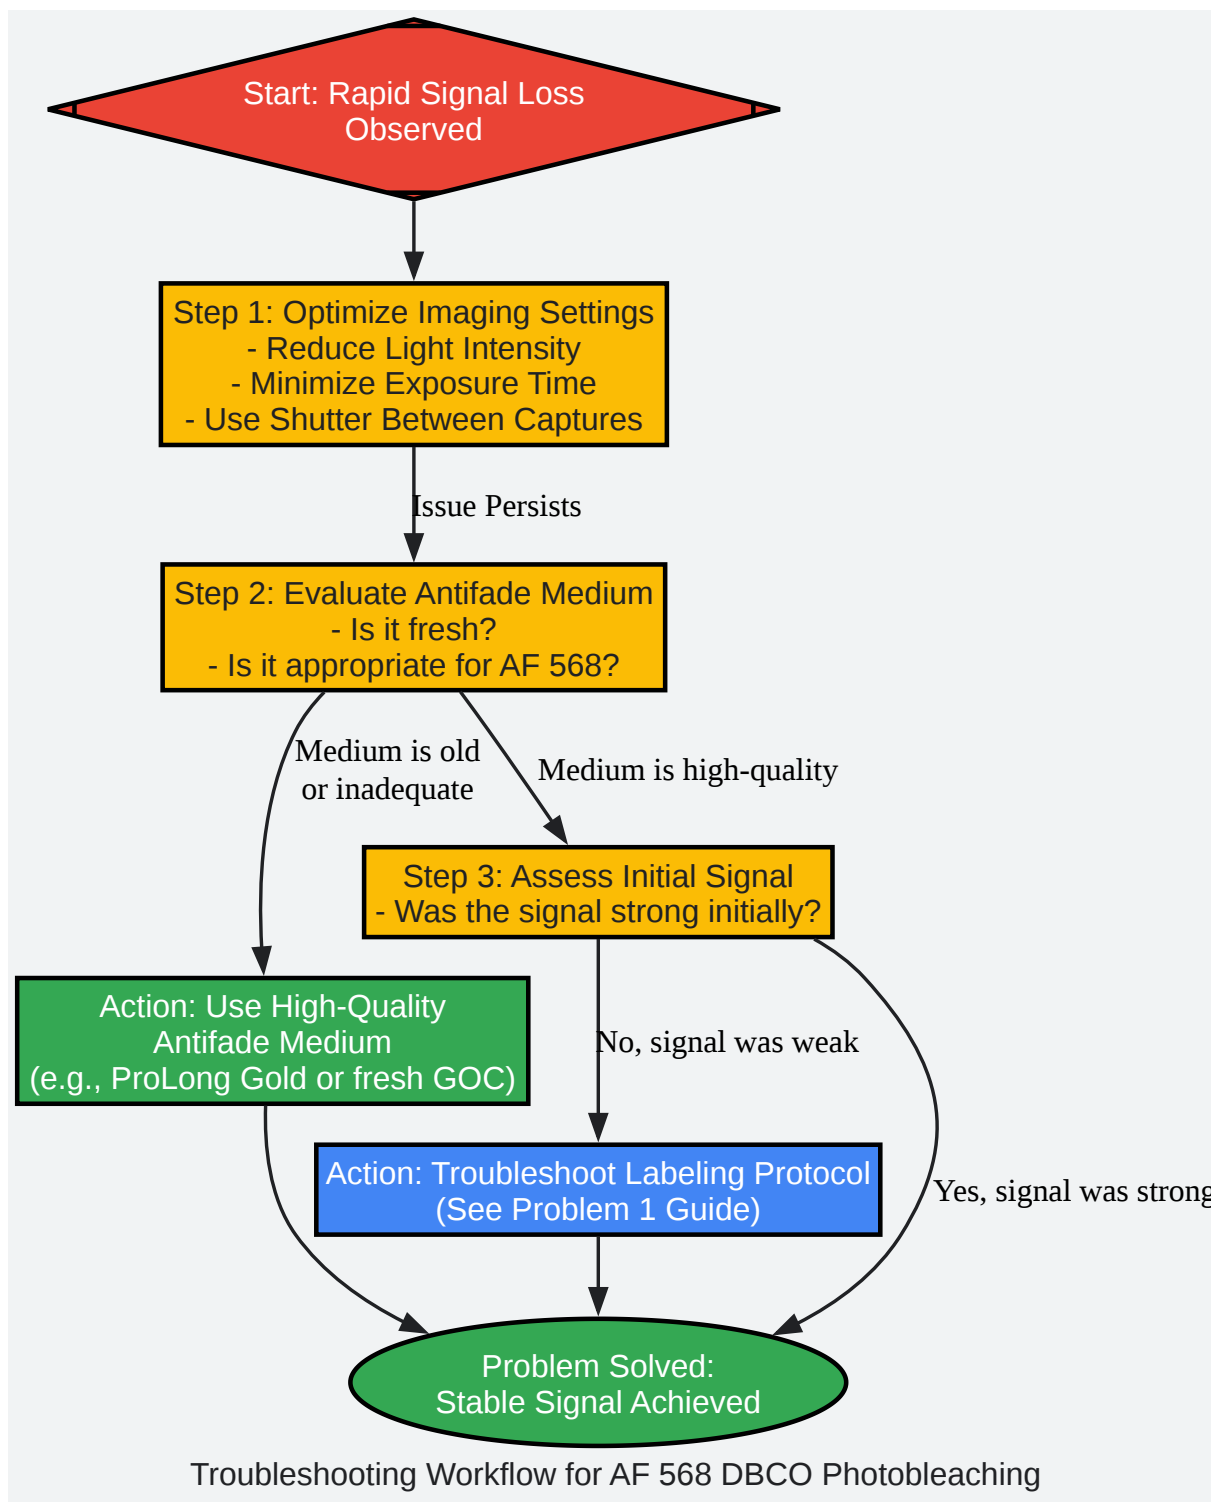 Start: Rapid Signal Loss
Observed
Step 1: Optimize Imaging Settings
- Reduce Light Intensity
- Minimize Exposure Time
- Use Shutter Between Captures
Issue Persists
Step 2: Evaluate Antifade Medium
- Is it fresh?
- Is it appropriate for AF 568?
Medium is old
or inadequate
Medium is high-quality
Step 3: Assess Initial Signal
- Was the signal strong initially?
Action: Use High-Quality
Antifade Medium
(e.g., ProLong Gold or fresh GOC)
No, signal was weak
Action: Troubleshoot Labeling Protocol
(See Problem 1 Guide)
Yes, signal was strong
Problem Solved:
Stable Signal Achieved
Troubleshooting Workflow for AF 568 DBCO Photobleaching